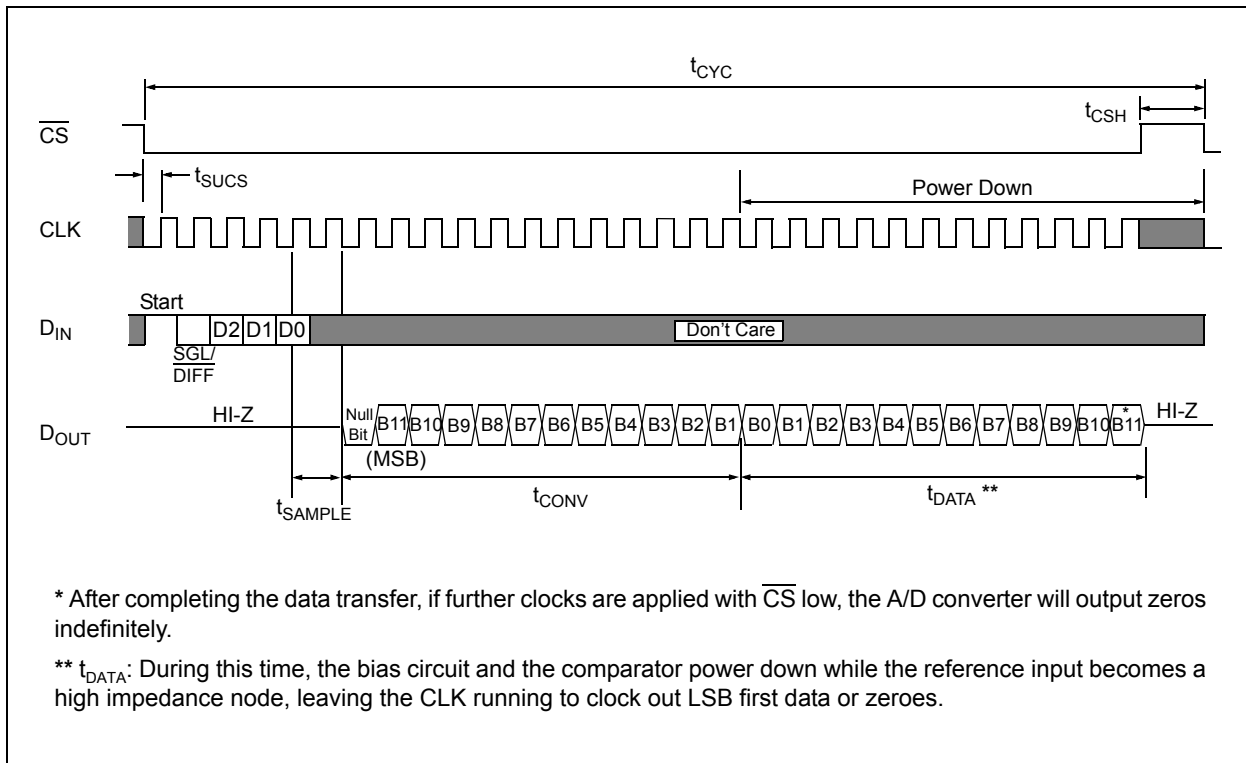 tCYC
tCSH
CS
tSUCS
Power Down
CLK
Start
DIN
D2 D1 D0
Don't Care
SGL/
DIFF
HI-Z
DOUT
Null
Bit
B11 B10 B9 B8 B7 B6 B5 B4 B3 B2 B1 B0 B1 B2 B3 B4 B5 B6 B7 B8 B9 B10 B11
*
HI-Z
(MSB)
tSAMPLE
tCONV
tDATA **
* After completing the data transfer, if further clocks are applied with CS low, the A/D converter will output zeros
indefinitely.
** tDATA: During this time, the bias circuit and the comparator power down while the reference input becomes a
high impedance node, leaving the CLK running to clock out LSB first data or zeroes.